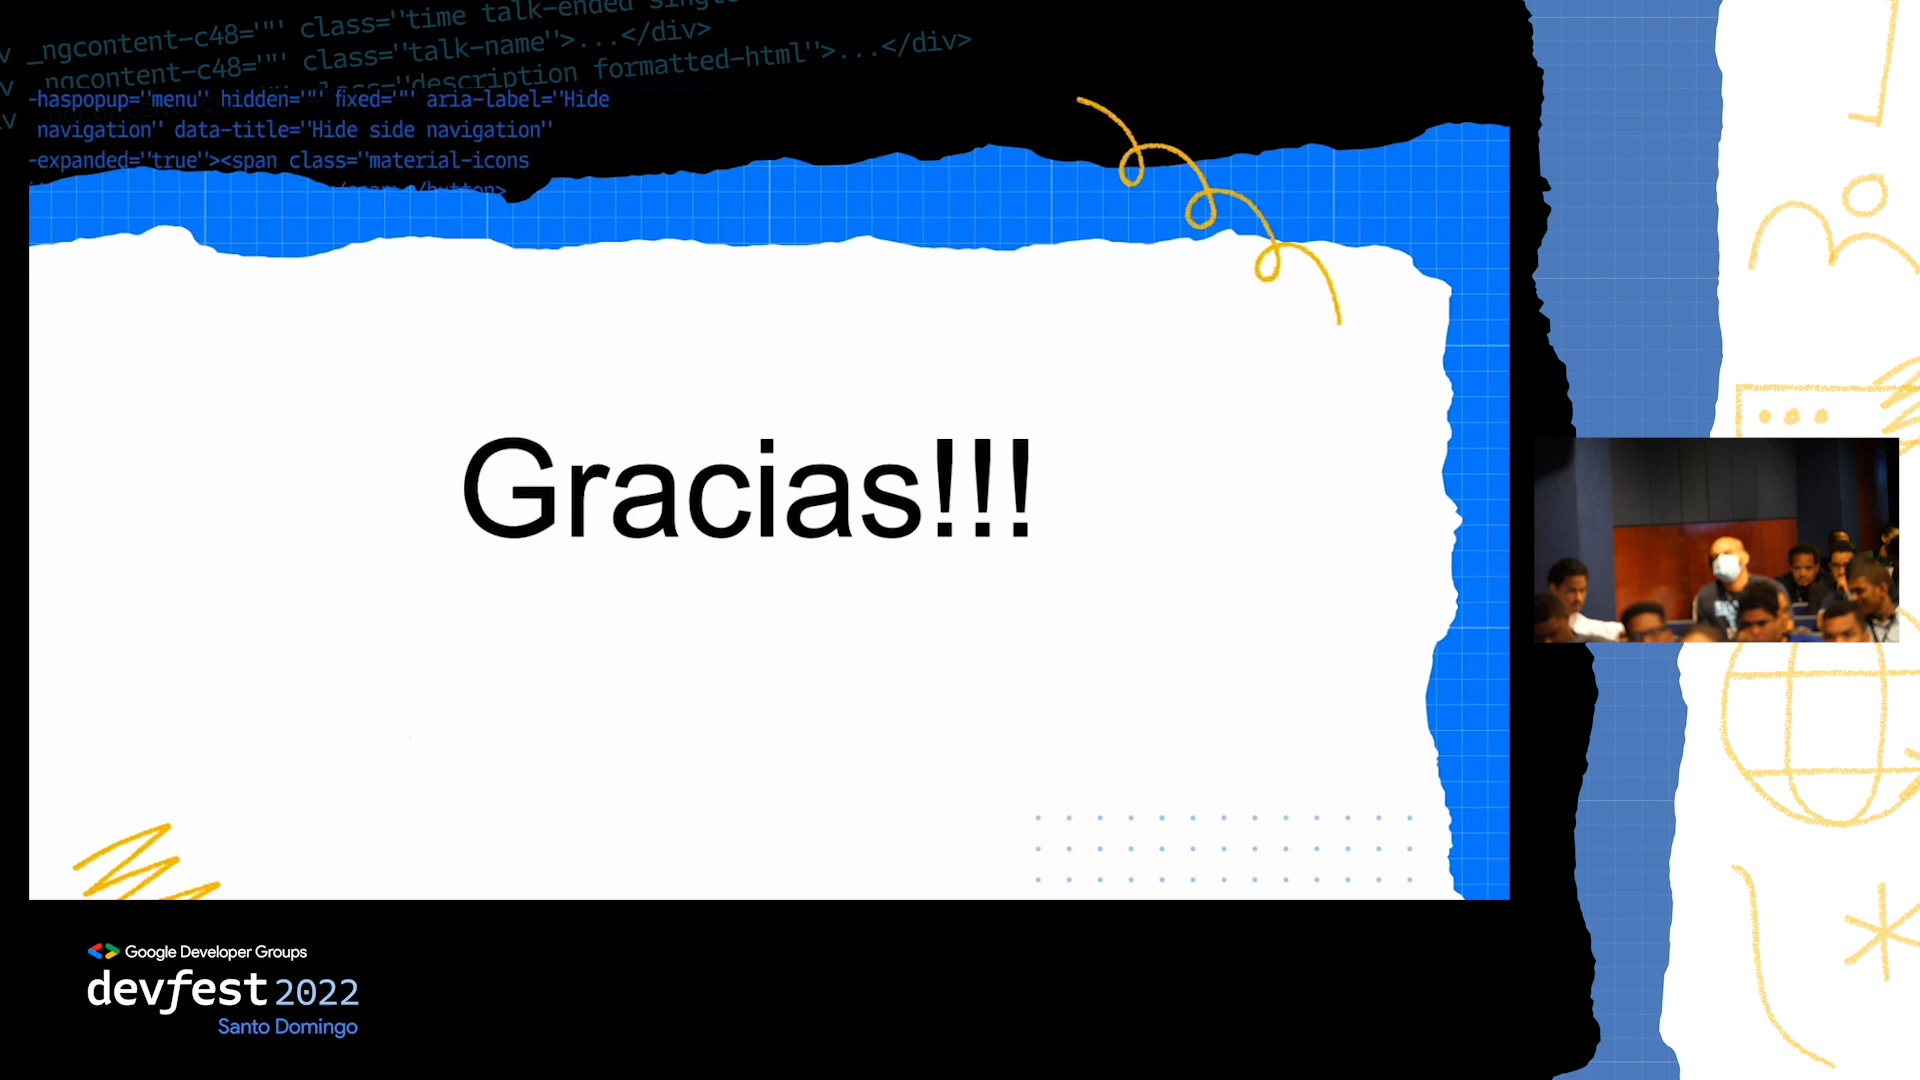 _ngcontent-c48="" class="time talk-ended
_ngcontent-c48="" class="talk-name">...</div>
_ngcontent-c48="" class="description formatted-html">...</div>
-haspopup="menu" hidden="" fixed="" aria-label="Hide
navigation" data-title="Hide side navigation"
-expanded="true"><span class="material-icons
Gracias!!!
Google Developer Groups
devfest 2022
Santo Domingo